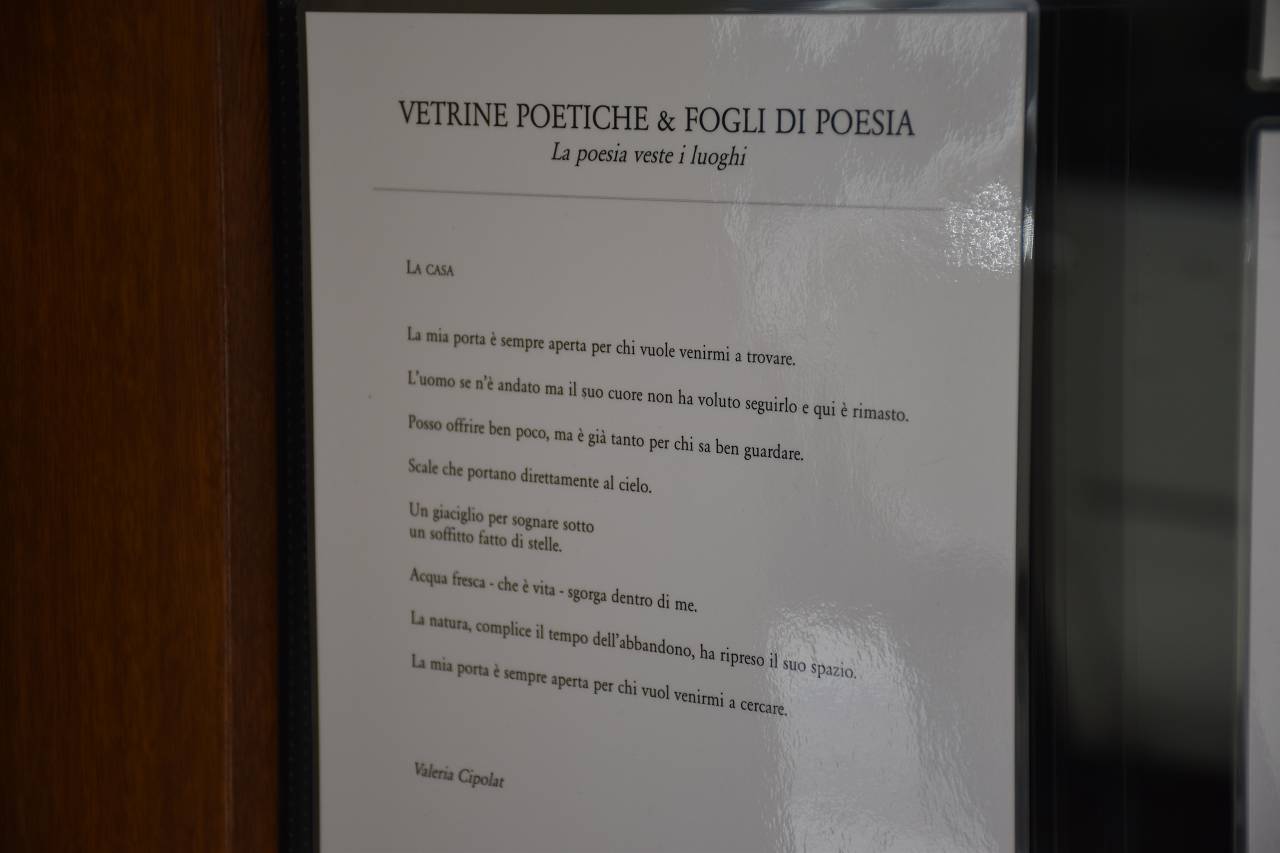 VETRINE POETICHE & FOGLI DI POESIA
La poesia veste i luoghi
LA CASA
La mia porta è sempre aperta per chi vuole venirmi a trovare.
L'uomo se n'è andato ma il suo cuore non ha voluto seguirlo e qui è rimasto.
Posso offrire ben poco, ma è già tanto per chi sa ben guardare.
Scale che portano direttamente al cielo.
Un giaciglio per sognare sotto
un soffitto fatto di stelle.
Acqua fresca - che è vita - sgorga dentro di me.
La natura, complice il tempo dell'abbandono, ha ripreso il suo spazio.
La mia porta è sempre aperta per chi vuol venirmi a cercare.
Valeria Cipolat